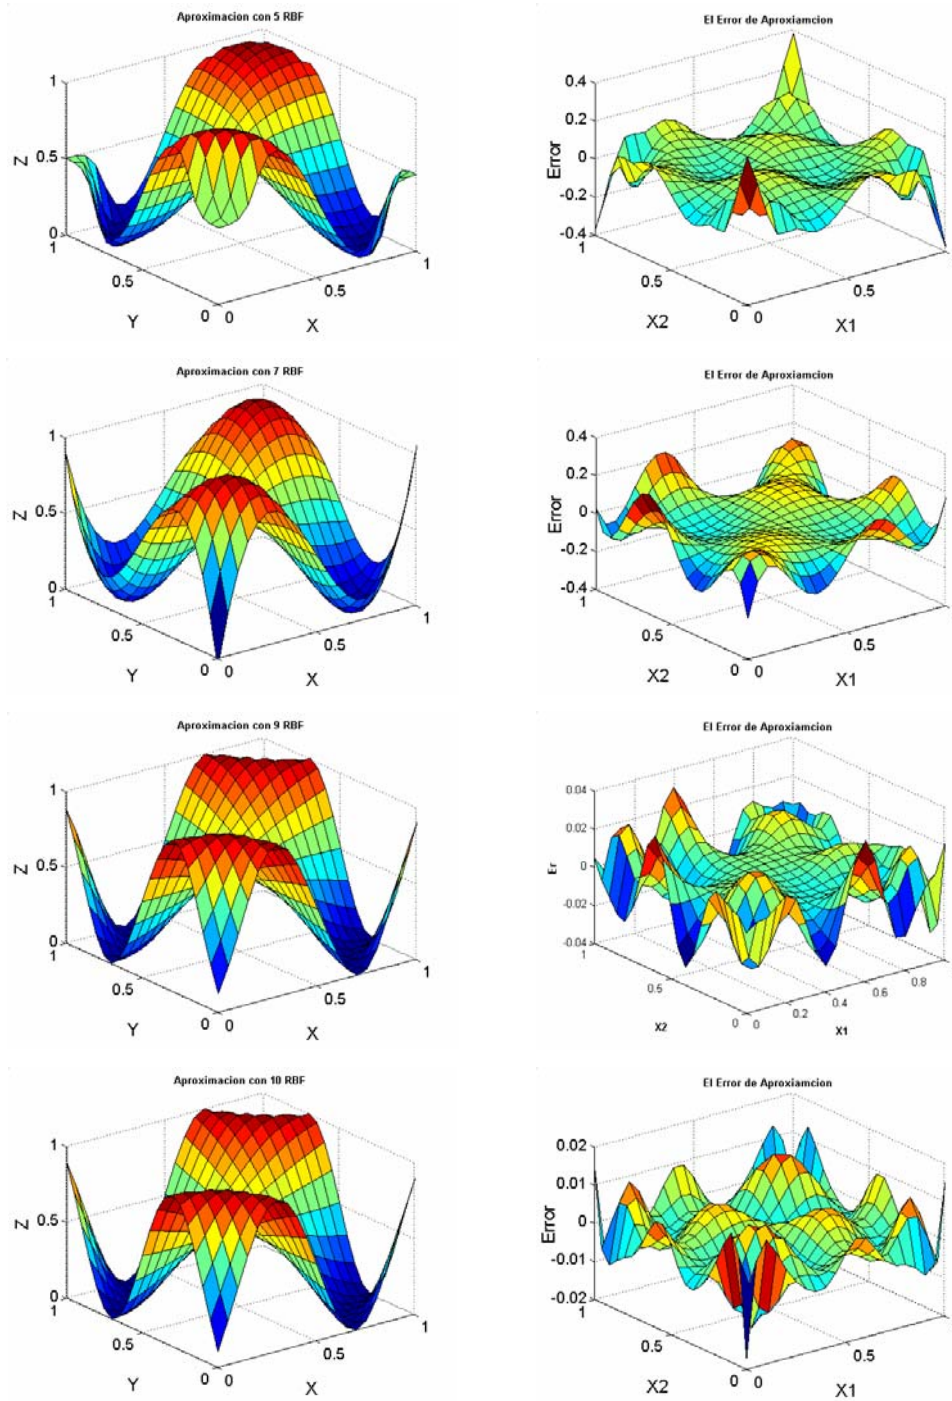 Aproximacion con 5 RBF
1
0.5
0
Z
1
0.5
0
Y
0
0.5
1
X
El Error de Aproxiamcion
0.4
0.2
0
-0.2
-0.4
Error
1
0.5
0
X2
0
0.5
X1
Aproximacion con 7 RBF
1
0.5
0
Z
1
0.5
0
Y
0
0.5
1
X
El Error de Aproxiamcion
0.4
0.2
0
-0.2
-0.4
Error
1
0.5
0
X2
0
0.5
X1
Aproximacion con 9 RBF
1
0.5
0
Z
1
0.5
0
Y
0
0.5
1
X
El Error de Aproxiamcion
0.04
0.02
0
-0.02
-0.04
Er
1
0.5
0
X2
0
0.2
0.4
0.6
0.8
X1
Aproximacion con 10 RBF
1
0.5
0
Z
1
0.5
0
Y
0
0.5
1
X
El Error de Aproxiamcion
0.02
0.01
0
-0.01
-0.02
Error
1
0.5
0
X2
0
0.5
X1